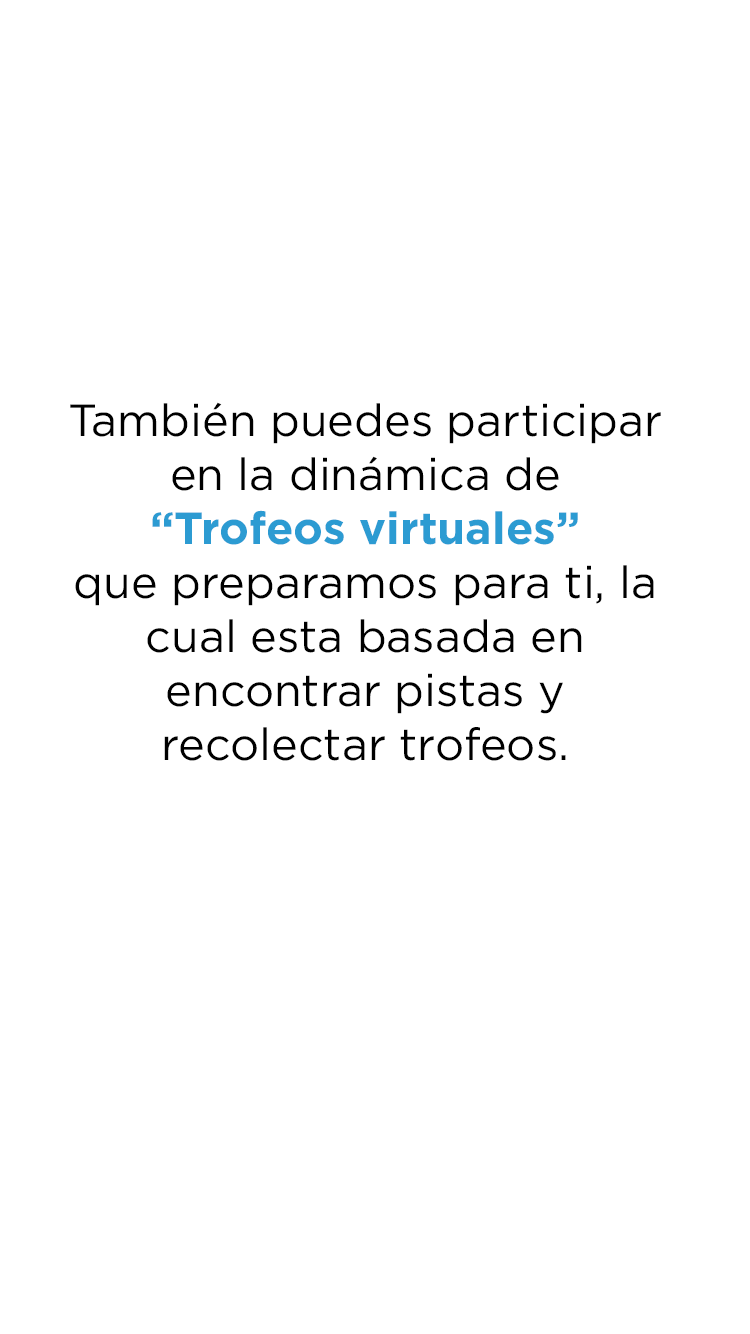 También puedes participar
en la dinámica de
“Trofeos virtuales”
que preparamos para ti, la
cual esta basada en
encontrar pistas y
recolectar trofeos.